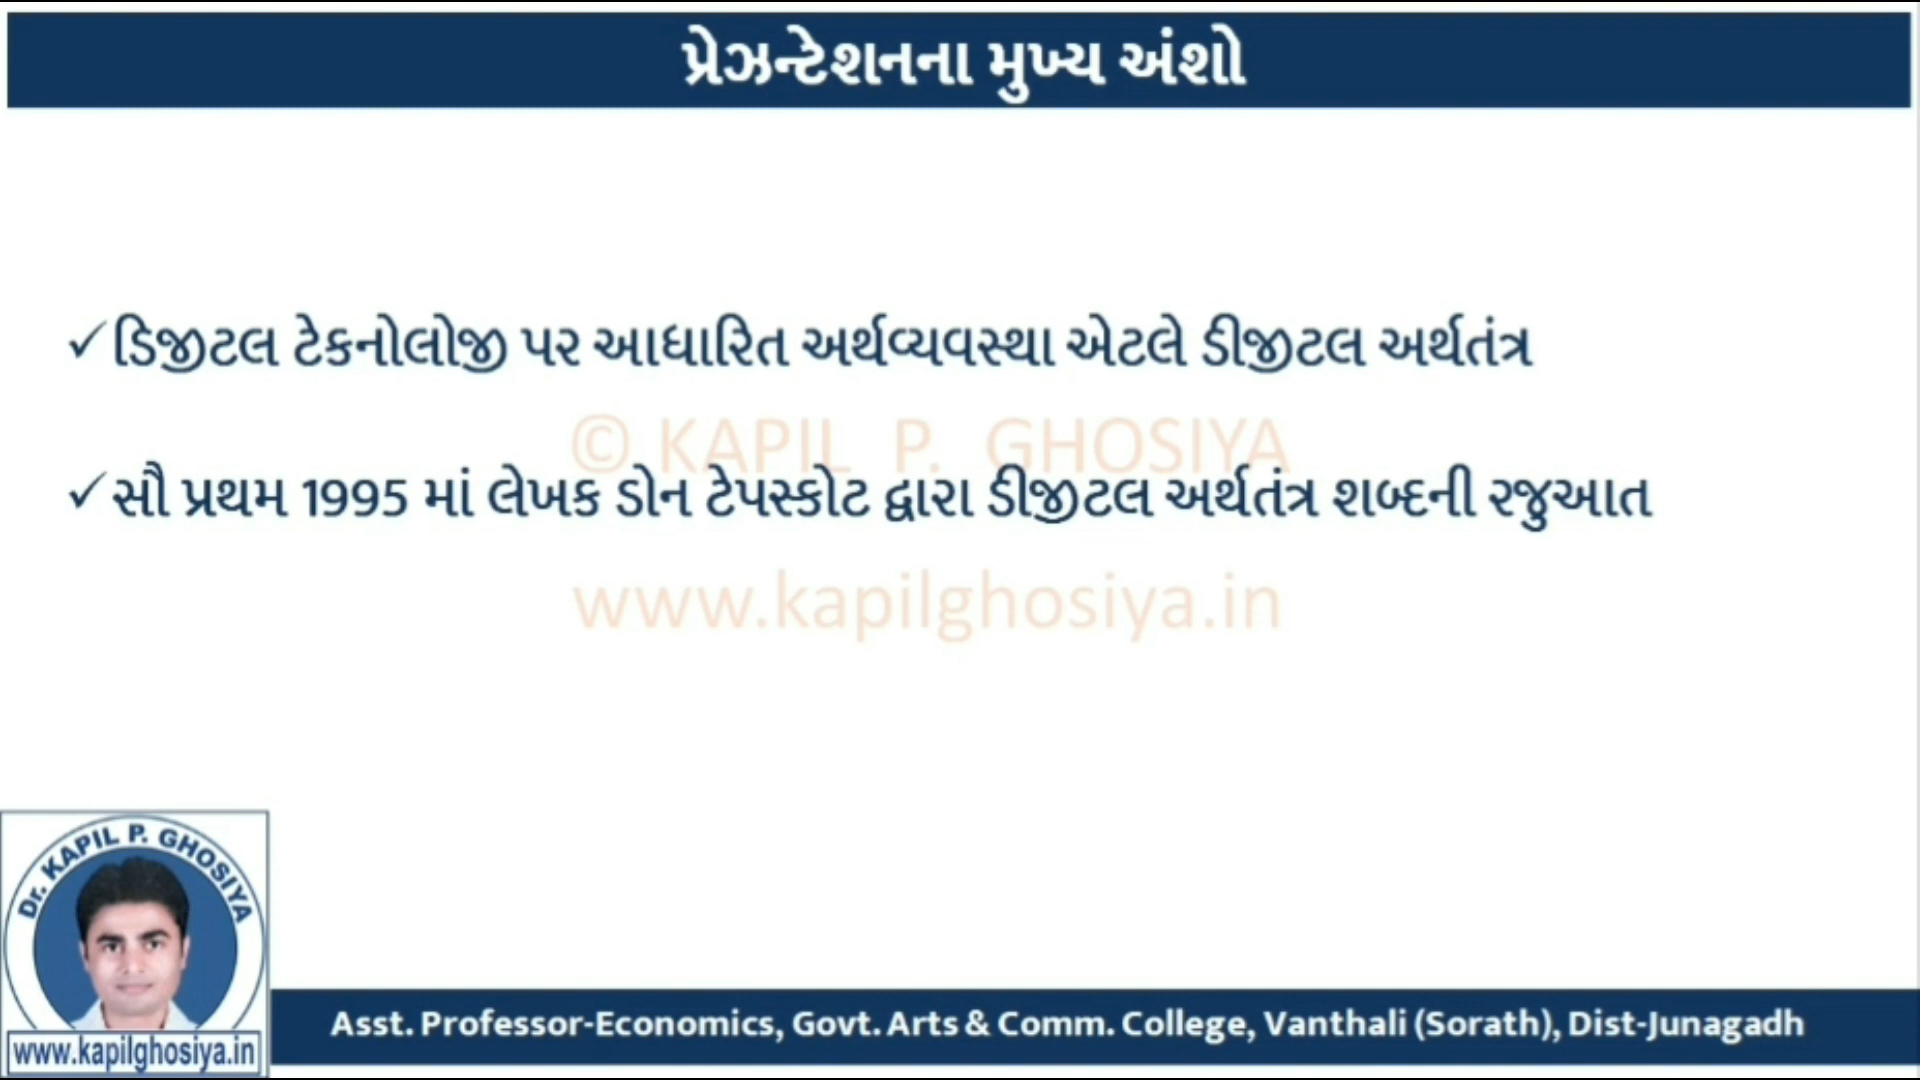 પ્રેઝન્ટેશનના મુખ્ય અંશો
✓ ડિજીટલ ટેકનોલોજી પર આધારિત અર્થવ્યવસ્થા એટલે ડીજીટલ અર્થતંત્ર
© KAPIL P. GHOSIYA
✓ સૌ પ્રથમ 1995 માં લેખક ડોન ટેપસ્કોટ દ્વારા ડીજીટલ અર્થતંત્ર શબ્દની રજુઆત
www.kapilghosiya.in
Dr. KAPIL P. GHOSIYA
www.kapilghosiya.in
Asst. Professor-Economics, Govt. Arts & Comm. College, Vanthali (Sorath), Dist-Junagadh